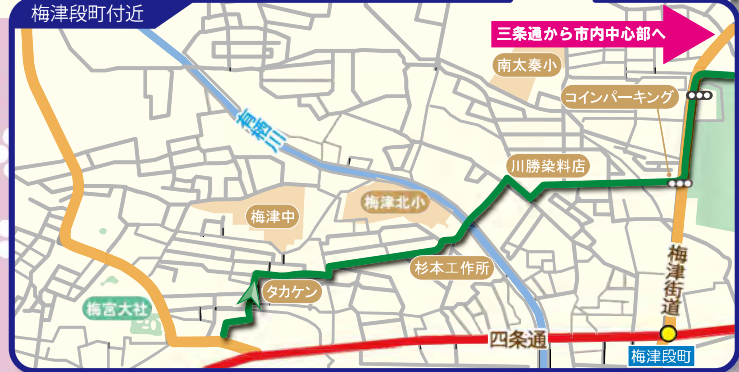 梅津段町付近
三条通から市内中心部へ
南太秦小
コインパーキング
有栖川
川勝染料店
梅津中
梅津北小
杉本工作所
梅津街道
タカケン
梅宮大社
四条通
梅津段町